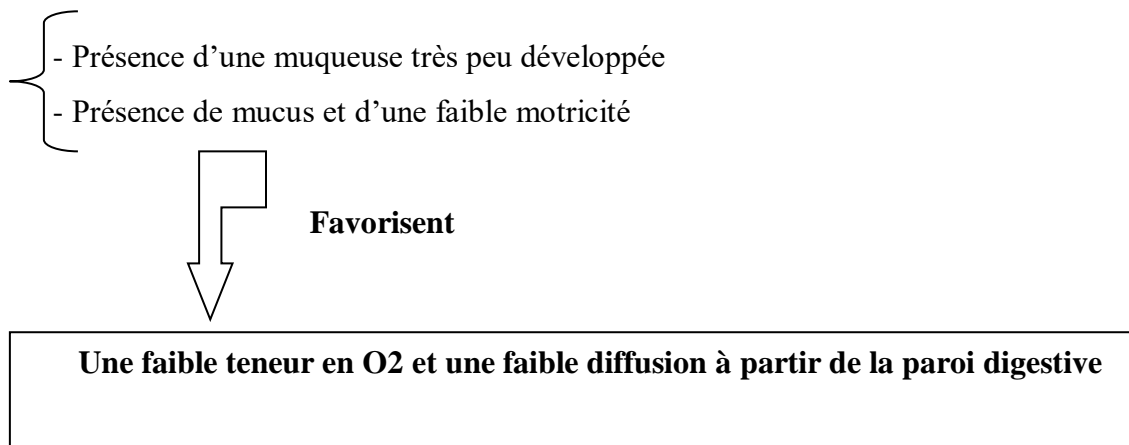 - Présence d’une muqueuse très peu développée
- Présence de mucus et d’une faible motricité
Favorisent
Une faible teneur en O2 et une faible diffusion à partir de la paroi digestive